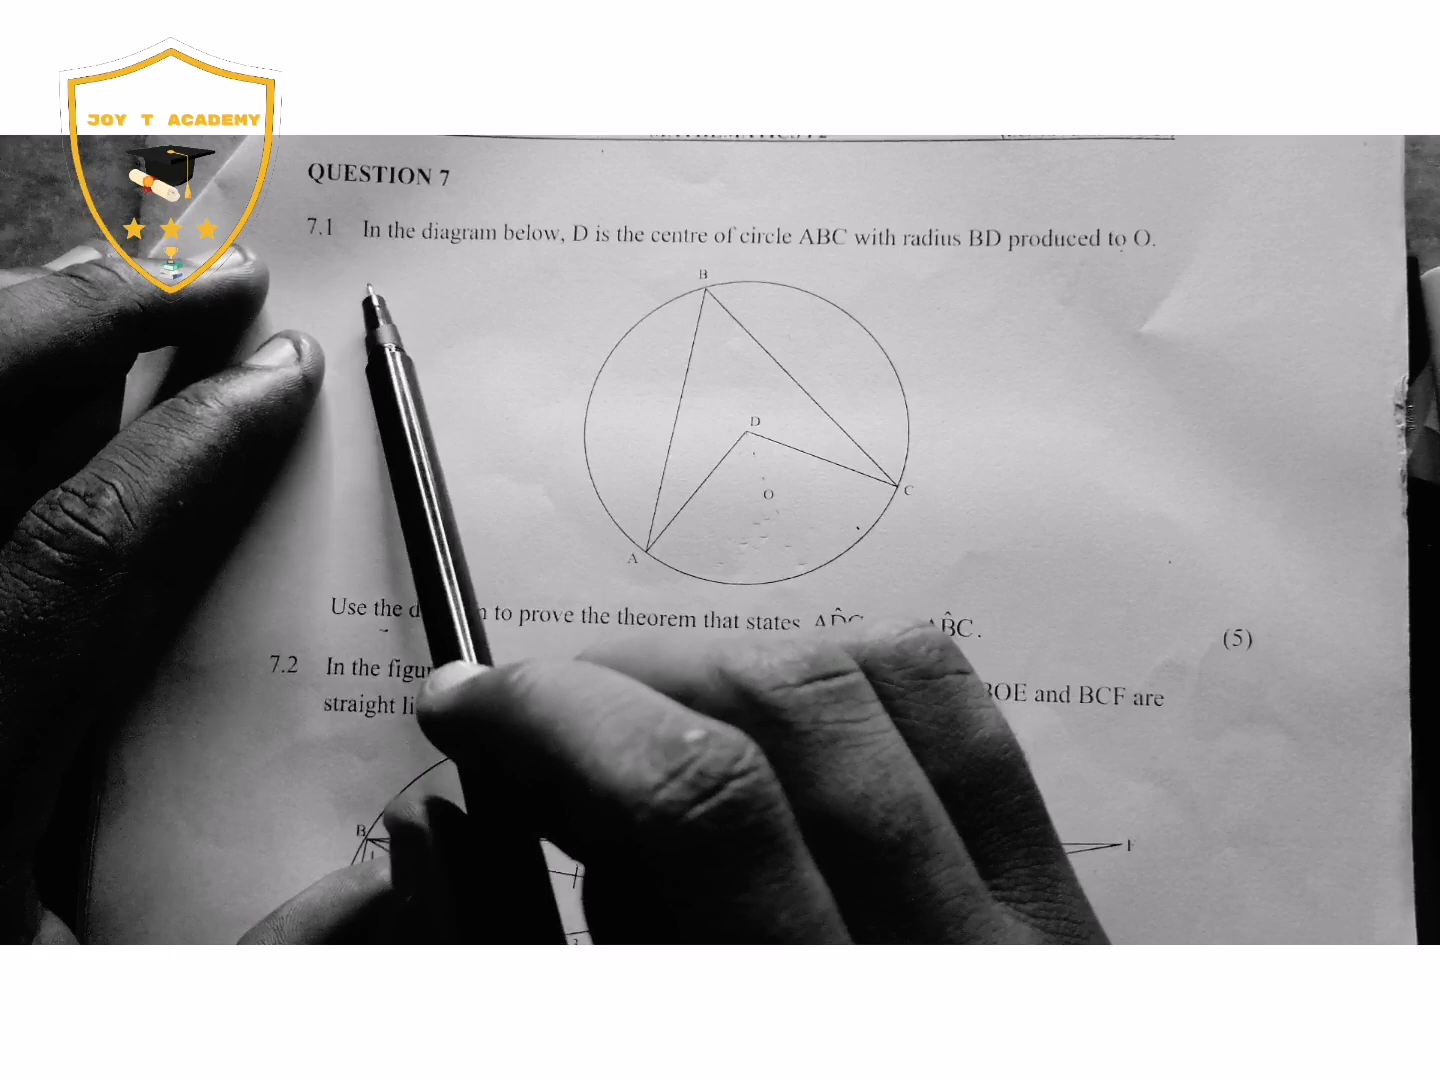 JOY T ACADEMY
QUESTION 7
7.1 In the diagram below, D is the centre of circle ABC with radius BD produced to O.
B
D
C
O
A
Use the to prove the theorem that states
(5)
7.2 In the BOE and BCF are
straight
B